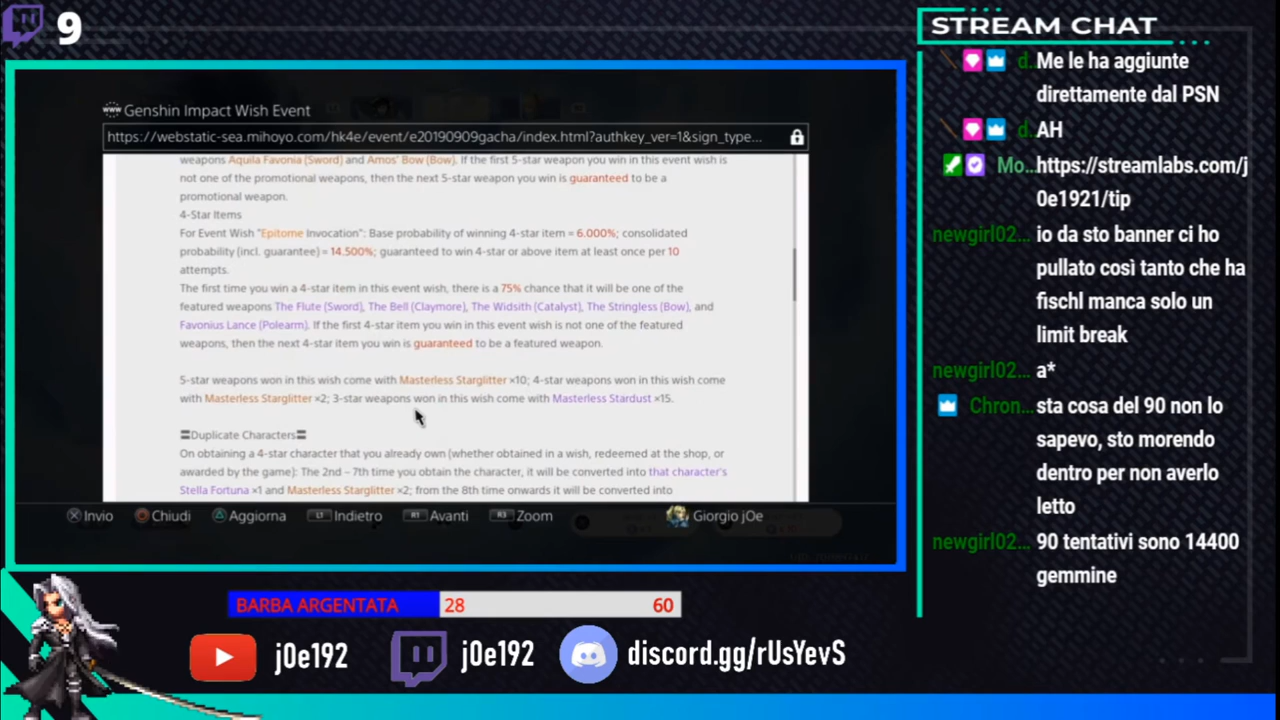 9
Genshin Impact Wish Event
https://webstatic-sea.mihoyo.com/hk4e/event/e20190909gacha/index.html?authkey_ver=1&sign_type...
weapons Aquila Favonia (Sword) and Amos' Bow (Bow). If the first 5-star weapon you win in this event wish is
not one of the promotional weapons, then the next 5-star weapon you win is guaranteed to be a
promotional weapon.
4-Star Items
For Event Wish "Epitome Invocation": Base probability of winning 4-star item = 6.000%; consolidated
probability (incl. guarantee) = 14.500%; guaranteed to win 4-star or above item at least once per 10
attempts.
The first time you win a 4-star item in this event wish, there is a 75% chance that it will be one of the
featured weapons The Flute (Sword), The Bell (Claymore), The Widsith (Catalyst), The Stringless (Bow), and
Favonius Lance (Polearm). If the first 4-star item you win in this event wish is not one of the featured
weapons, then the next 4-star item you win is guaranteed to be a featured weapon.
5-star weapons won in this wish come with Masterless Starglitter ×10; 4-star weapons won in this wish come
with Masterless Starglitter ×2; 3-star weapons won in this wish come with Masterless Stardust ×15.
〓Duplicate Characters〓
On obtaining a 4-star character that you already own (whether obtained in a wish, redeemed at the shop, or
awarded by the game): The 2nd – 7th time you obtain the character, it will be converted into that character's
Stella Fortuna ×1 and Masterless Starglitter ×2; from the 8th time onwards it will be converted into
Invio Chiudi Aggiorna L1 Indietro R1 Avanti R3 Zoom Giorgio jOe
STREAM CHAT
d. Me le ha aggiunte
direttamente dal PSN
d. AH
Mo... https://streamlabs.com/j
0e1921/tip
newgirl02... io da sto banner ci ho
pullato così tanto che ha
fischl manca solo un
limit break
newgirl02... a*
Chron... sta cosa del 90 non lo
sapevo, sto morendo
dentro per non averlo
letto
newgirl02... 90 tentativi sono 14400
gemmine
BARBA ARGENTATA 28 60
j0e192 j0e192 discord.gg/rUsYevS